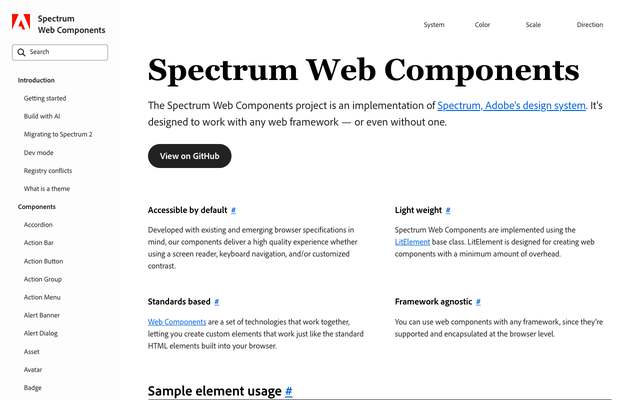 Spectrum
Web Components
Search
Introduction
Getting started
Build with AI
Migrating to Spectrum 2
Dev mode
Registry conflicts
What is a theme
Components
Accordion
Action Bar
Action Button
Action Group
Action Menu
Alert Banner
Alert Dialog
Asset
Avatar
Badge
System
Color
Scale
Direction
Spectrum Web Components
The Spectrum Web Components project is an implementation of Spectrum, Adobe's design system. It's
designed to work with any web framework — or even without one.
View on GitHub
Accessible by default #
Developed with existing and emerging browser specifications in
mind, our components deliver a high quality experience whether
using a screen reader, keyboard navigation, and/or customized
contrast.
Light weight #
Spectrum Web Components are implemented using the
LitElement base class. LitElement is designed for creating web
components with a minimum amount of overhead.
Standards based #
Web Components are a set of technologies that work together,
letting you create custom elements that work just like the standard
HTML elements built into your browser.
Framework agnostic #
You can use web components with any framework, since they're
supported and encapsulated at the browser level.
Sample element usage #